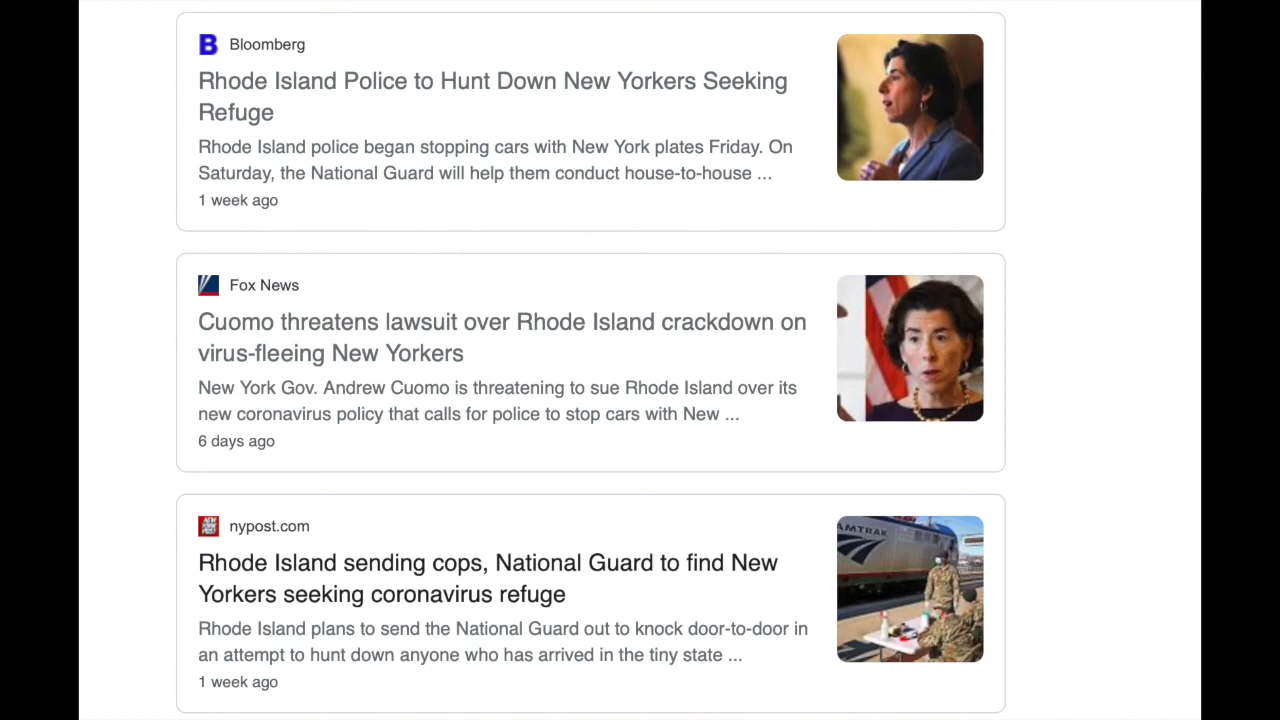 Bloomberg
Rhode Island Police to Hunt Down New Yorkers Seeking
Refuge
Rhode Island police began stopping cars with New York plates Friday. On
Saturday, the National Guard will help them conduct house-to-house ...
1 week ago
Fox News
Cuomo threatens lawsuit over Rhode Island crackdown on
virus-fleeing New Yorkers
New York Gov. Andrew Cuomo is threatening to sue Rhode Island over its
new coronavirus policy that calls for police to stop cars with New ...
6 days ago
nypost.com
Rhode Island sending cops, National Guard to find New
Yorkers seeking coronavirus refuge
Rhode Island plans to send the National Guard out to knock door-to-door in
an attempt to hunt down anyone who has arrived in the tiny state ...
1 week ago
AMTRAK